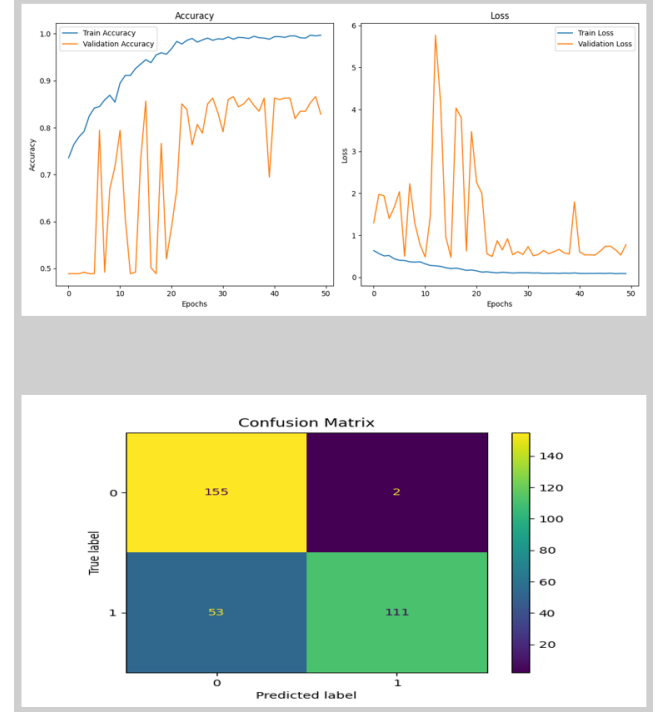 Accuracy
Train Accuracy
Validation Accuracy
1.0
0.9
0.8
0.7
0.6
0.5
Accuracy
0 10 20 30 40 50
Epochs
Loss
Train Loss
Validation Loss
6
5
4
3
2
1
0
Loss
0 10 20 30 40 50
Epochs
Confusion Matrix
True label
0
155 2
1
53 111
0 1
Predicted label
140
120
100
80
60
40
20